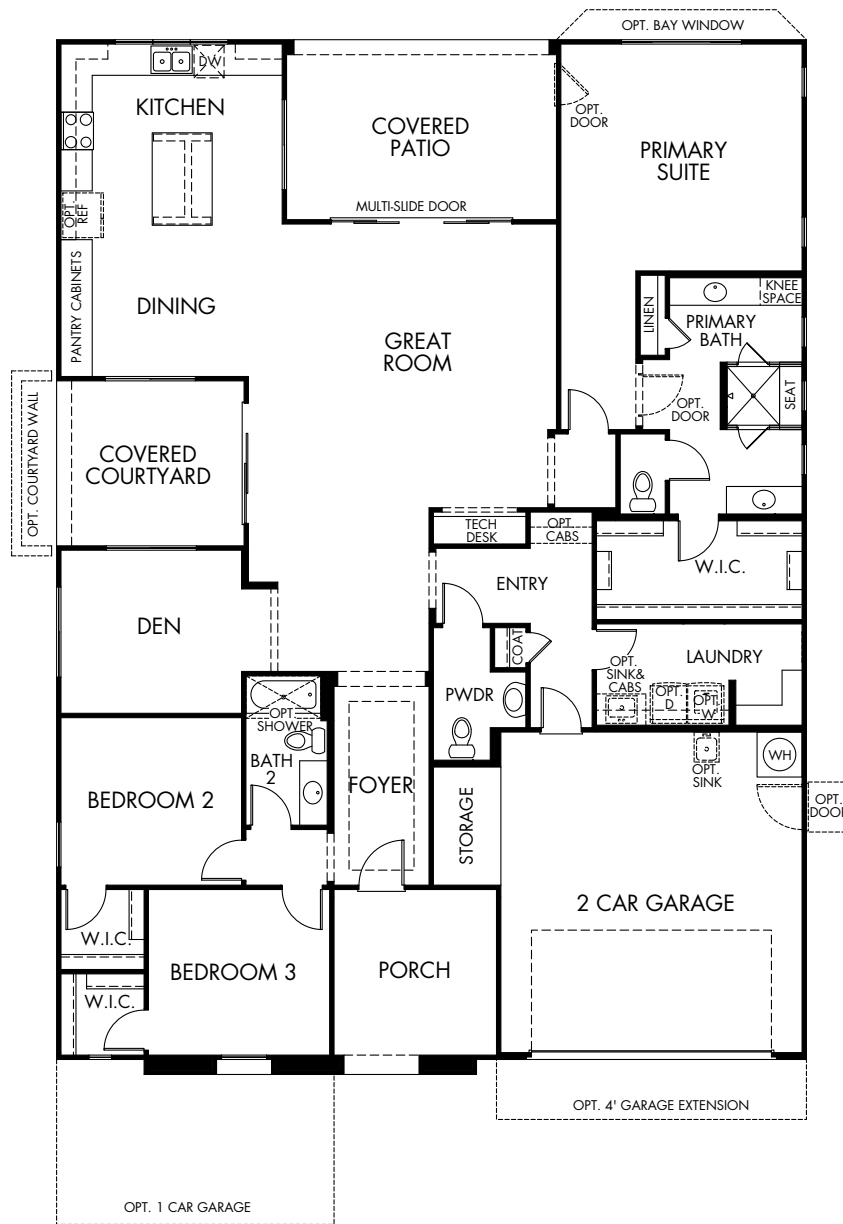 OPT. BAY WINDOW
DW
KITCHEN
COVERED
PATIO
OPT.
DOOR
PRIMARY
SUITE
OPT.
REF
MULTI-SLIDE DOOR
PANTRY CABINETS
DINING
GREAT
ROOM
LINEN
KNEE
SPACE
PRIMARY
BATH
OPT.
DOOR
SEAT
OPT. COURTYARD WALL
COVERED
COURTYARD
TECH
DESK
OPT.
CABS
W.I.C.
ENTRY
DEN
COAT
OPT.
SINK&
CABS
LAUNDRY
OPT.
D
OPT.
W
PWDR
OPT
SHOWER
BATH
2
FOYER
BEDROOM 2
STORAGE
OPT.
SINK
WH
OPT.
DOOR
2 CAR GARAGE
W.I.C.
BEDROOM 3
W.I.C.
PORCH
OPT. 4' GARAGE EXTENSION
OPT. 1 CAR GARAGE